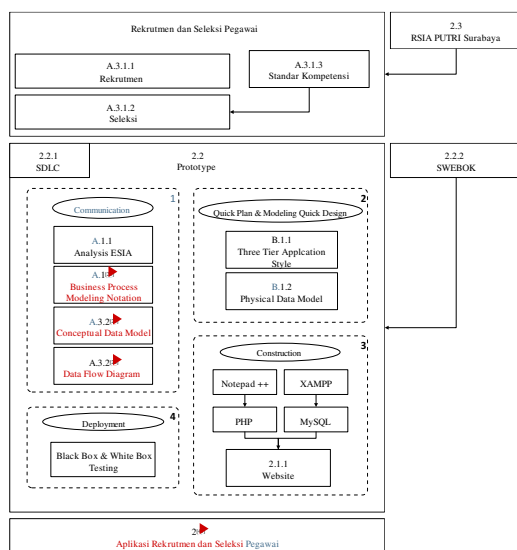 Rekrutmen dan Seleksi Pegawai
2.3
RSIA PUTRI Surabaya
A.3.1.1
Rekrutmen
A.3.1.3
Standar Kompetensi
A.3.1.2
Seleksi
2.2.1
SDLC
2.2
Prototype
2.2.2
SWEBOK
1
Communication
A.1.1
Analysis ESIA
Business Process
Modeling Notation
A.3.2
Conceptual Data Model
A.3.2
Data Flow Diagram
2
Quick Plan & Modeling Quick Design
B.1.1
Three Tier Applcation
Style
B.1.2
Physical Data Model
3
Construction
Notepad ++
XAMPP
PHP
MySQL
2.1.1
Website
4
Deployment
Black Box & White Box
Testing
Aplikasi Rekrutmen dan Seleksi Pegawai